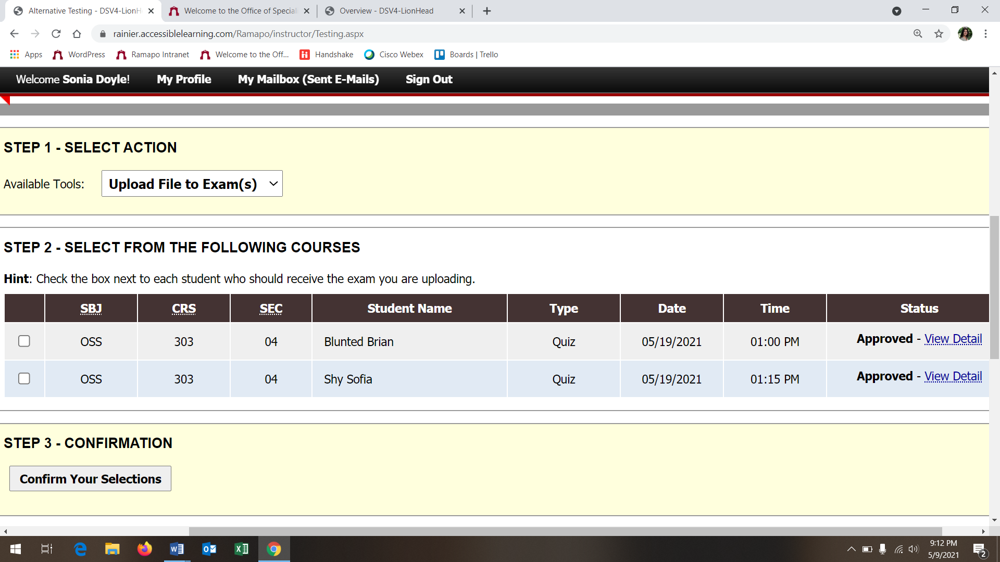 Alternative Testing - DSV4-LionH
Welcome to the Office of Speciali
Overview - DSV4-LionHead
rainier.accessiblelearning.com/Ramapo/instructor/Testing.aspx
Apps WordPress Ramapo Intranet Welcome to the Off... Handshake Cisco Webex Boards | Trello
Welcome Sonia Doyle! My Profile My Mailbox (Sent E-Mails) Sign Out
STEP 1 - SELECT ACTION
Available Tools: Upload File to Exam(s)
STEP 2 - SELECT FROM THE FOLLOWING COURSES
Hint: Check the box next to each student who should receive the exam you are uploading.
SBJ CRS SEC Student Name Type Date Time Status
OSS 303 04 Blunted Brian Quiz 05/19/2021 01:00 PM Approved - View Detail
OSS 303 04 Shy Sofia Quiz 05/19/2021 01:15 PM Approved - View Detail
STEP 3 - CONFIRMATION
Confirm Your Selections
9:12 PM
5/9/2021
2